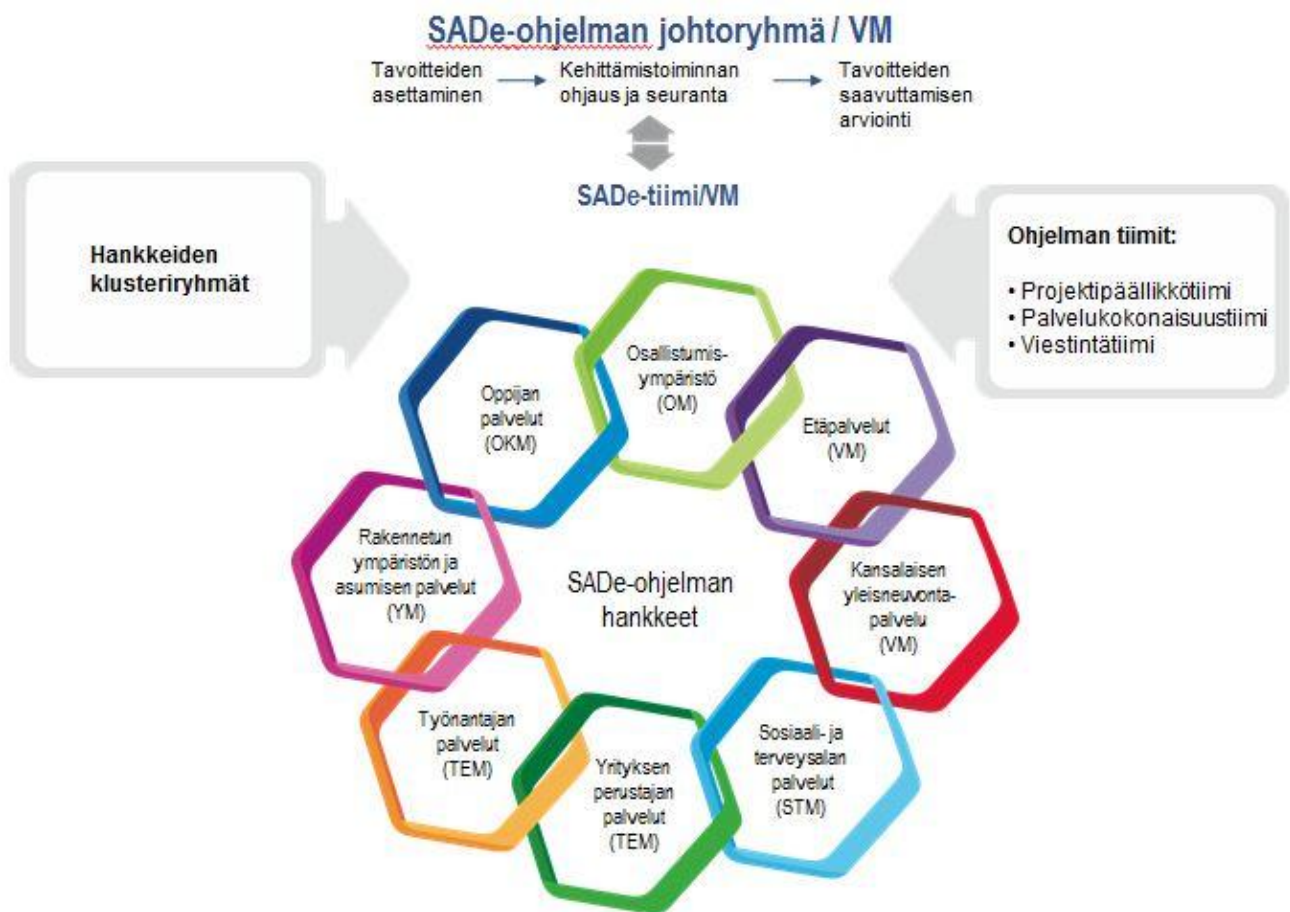 SADe-ohjelman johtoryhmä / VM
Tavoitteiden
asettaminen
Kehittämistoiminnan
ohjaus ja seuranta
Tavoitteiden
saavuttamisen
arviointi
SADe-tiimi/VM
Hankkeiden
klusteriryhmät
Ohjelman tiimit:
• Projektipäällikkötiimi
• Palvelukokonaisuustiimi
• Viestintätiimi
Osallistumis-
ympäristö
(OM)
Oppijan
palvelut
(OKM)
Etäpalvelut
(VM)
Rakennetun
ympäristön ja
asumisen palvelut
(YM)
SADe-ohjelman
hankkeet
Kansalaisen
yleisneuvonta-
palvelu
(VM)
Työnantajan
palvelut
(TEM)
Yrityksen
perustajan
palvelut
(TEM)
Sosiaali- ja
terveysalan
palvelut
(STM)